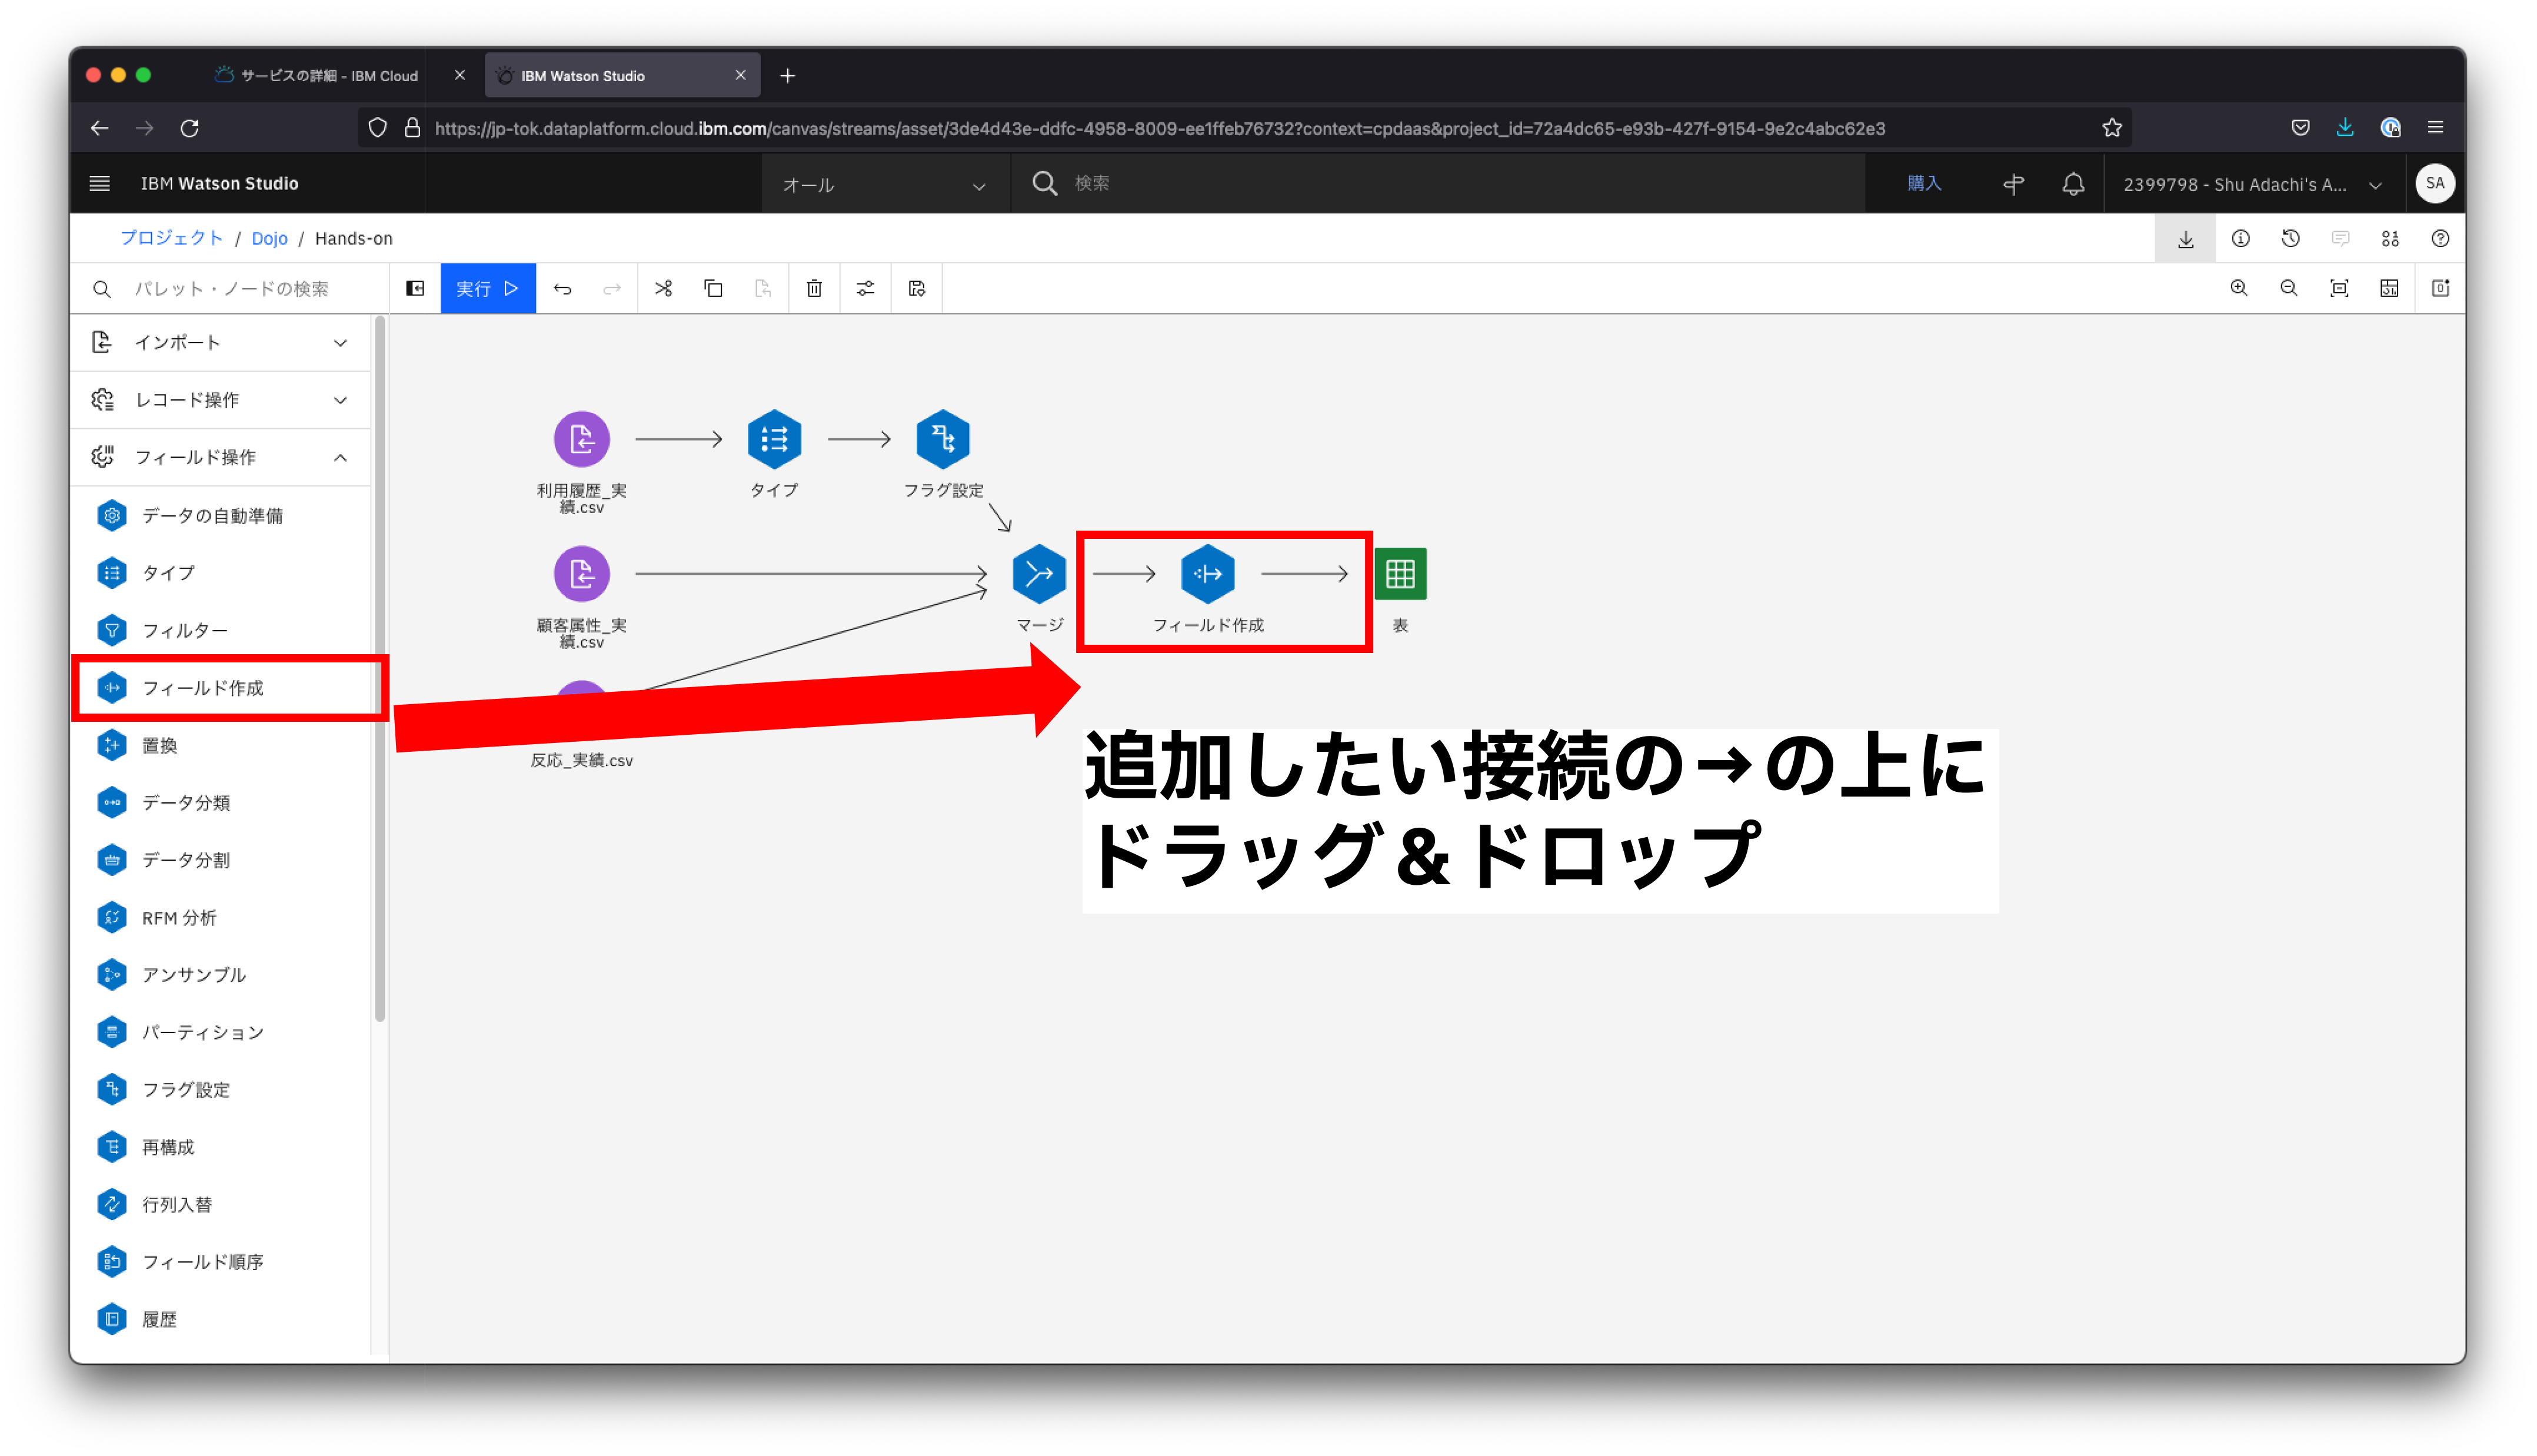 サービスの詳細 - IBM Cloud
IBM Watson Studio
https://jp-tok.dataplatform.cloud.ibm.com/canvas/streams/asset/3de4d43e-ddfc-4958-8009-ee1ffeb76732?context=cpdaas&project_id=72a4dc65-e93b-427f-9154-9e2c4abc62e3
IBM Watson Studio
オール
検索
購入
2399798 - Shu Adachi's A...
SA
プロジェクト / Dojo / Hands-on
パレット・ノードの検索
実行
インポート
レコード操作
フィールド操作
データの自動準備
タイプ
フィルター
フィールド作成
置換
データ分類
データ分割
RFM 分析
アンサンブル
パーティション
フラグ設定
再構成
行列入替
フィールド順序
履歴
利用履歴_実
績.csv
タイプ
フラグ設定
顧客属性_実
績.csv
マージ
フィールド作成
表
反応_実績.csv
追加したい接続の→の上に
ドラッグ＆ドロップ